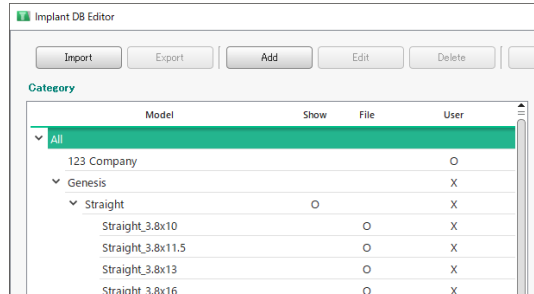 Implant DB Editor
Import Export Add Edit Delete
Category
Model Show File User
All
123 Company O
Genesis X
Straight O X
Straight_3.8x10 O X
Straight_3.8x11.5 O X
Straight_3.8x13 O X
Straight_3.8x16 O X